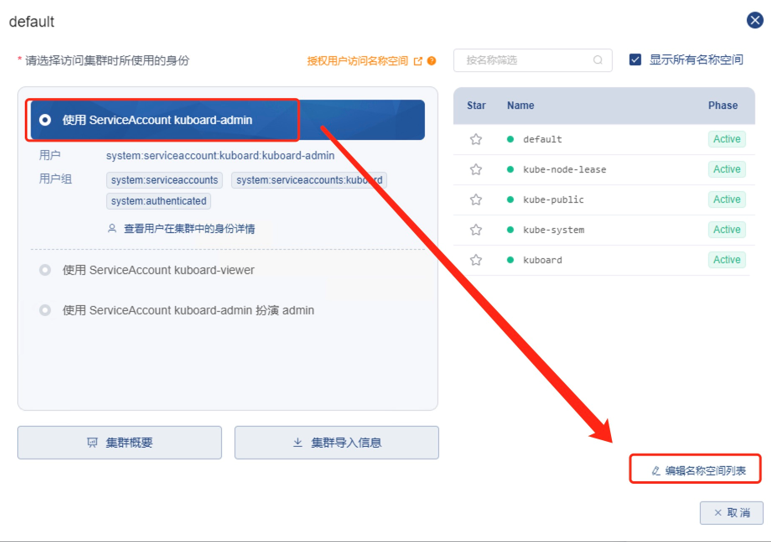 default
* 请选择访问集群时所使用的身份
授权用户访问名称空间
按名称筛选
显示所有名称空间
使用 ServiceAccount kuboard-admin
用户 system:serviceaccount:kuboard:kuboard-admin
用户组 system:serviceaccounts system:serviceaccounts:kuboard
system:authenticated
查看用户在集群中的身份详情
使用 ServiceAccount kuboard-viewer
使用 ServiceAccount kuboard-admin 扮演 admin
集群概要
集群导入信息
Star Name Phase
default Active
kube-node-lease Active
kube-public Active
kube-system Active
kuboard Active
编辑名称空间列表
取 消